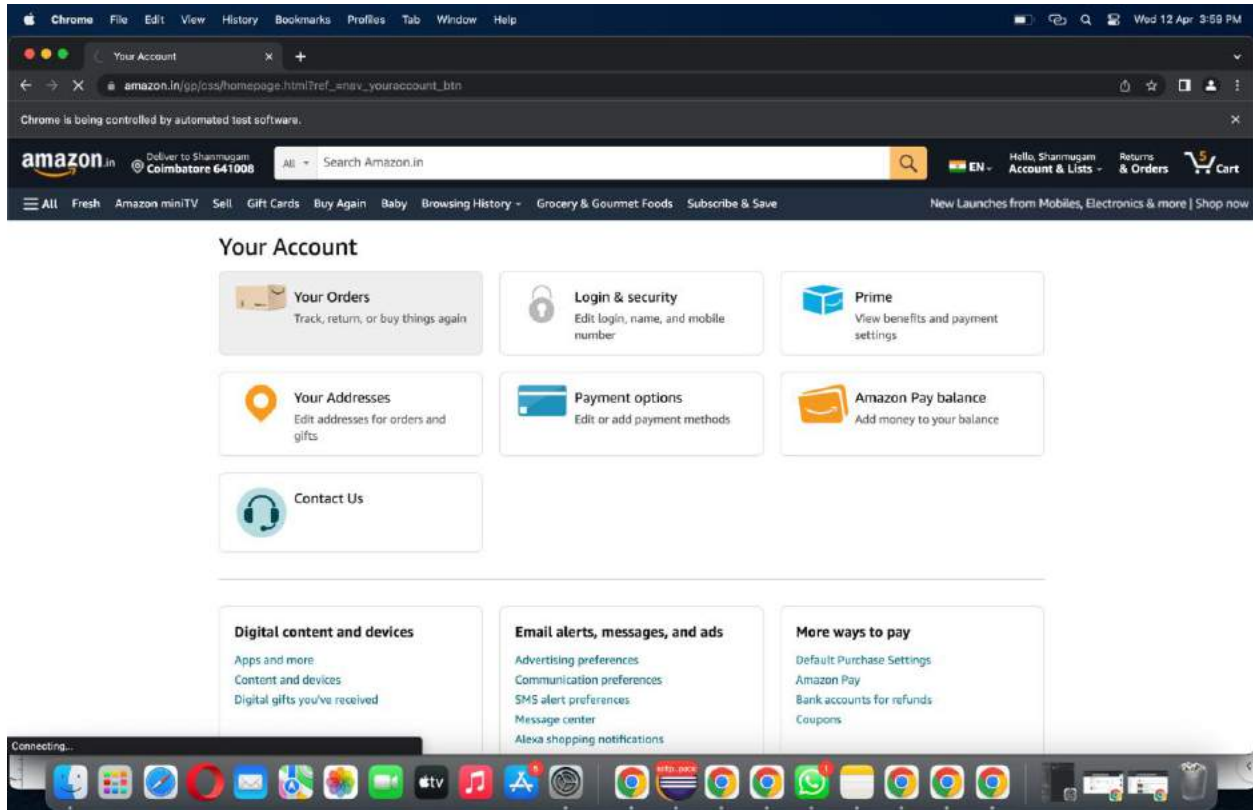 Chrome File Edit View History Bookmarks Profiles Tab Window Help Wed 12 Apr 3:59 PM
Your Account
amazon.in/gp/css/homepage.html?ref_=nav_youraccount_btn
Chrome is being controlled by automated test software.
amazon.in Deliver to Shanmugam All Search Amazon.in EN Hello, Shanmugam Returns 5
Coimbatore 641008 Account & Lists & Orders Cart
All Fresh Amazon miniTV Sell Gift Cards Buy Again Baby Browsing History Grocery & Gourmet Foods Subscribe & Save New Launches from Mobiles, Electronics & more | Shop now
Your Account
Your Orders
Track, return, or buy things again
Login & security
Edit login, name, and mobile
number
Prime
View benefits and payment
settings
Your Addresses
Edit addresses for orders and
gifts
Payment options
Edit or add payment methods
Amazon Pay balance
Add money to your balance
Contact Us
Digital content and devices
Apps and more
Content and devices
Digital gifts you've received
Email alerts, messages, and ads
Advertising preferences
Communication preferences
SMS alert preferences
Message center
Alexa shopping notifications
More ways to pay
Default Purchase Settings
Amazon Pay
Bank accounts for refunds
Coupons
Connecting...
tv